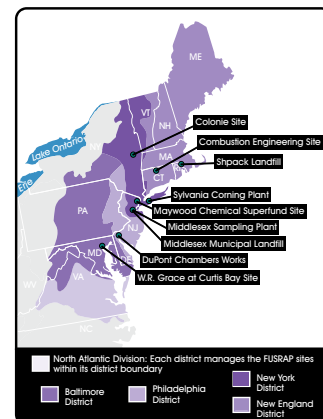 ME
VT
NH
Lake Ontario
NY
Colonie Site
Combustion Engineering Site
MA
Shpack Landfill
Erie
CT
RI
Sylvania Corning Plant
PA
Maywood Chemical Superfund Site
Middlesex Sampling Plant
NJ
Middlesex Municipal Landfill
MD
DE
DuPont Chambers Works
WV
VA
W.R. Grace at Curtis Bay Site
NC
North Atlantic Division: Each district manages the FUSRAP sites
within its district boundary
Baltimore
District
Philadelphia
District
New York
District
New England
District